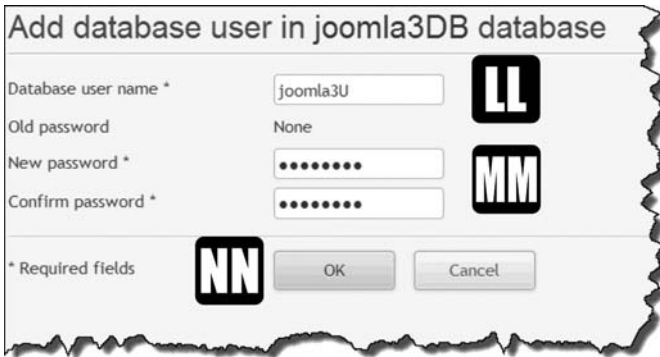 Add database user in joomla3DB database
Database user name * joomla3U LL
Old password None
New password * ●●●●●●●● MM
Confirm password * ●●●●●●●●
* Required fields NN OK Cancel